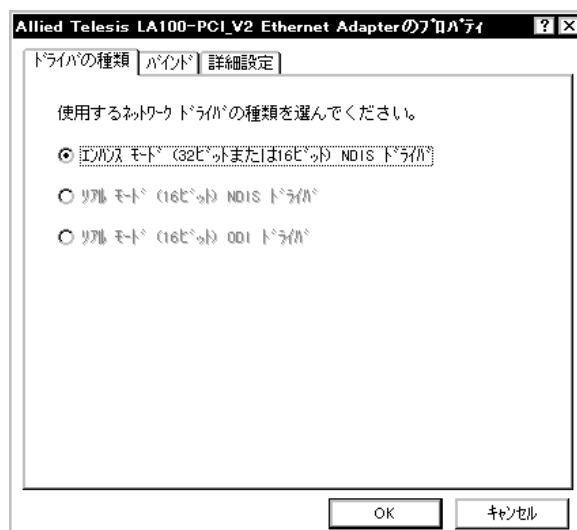 Allied Telesis LA100-PCI_V2 Ethernet Adapterのﾌﾟﾛﾊﾟﾃｨ
ﾄﾞﾗｲﾊﾞの種類 ﾊﾞｲﾝﾄﾞ 詳細設定
使用するﾈｯﾄﾜｰｸ ﾄﾞﾗｲﾊﾞの種類を選んでください。
ｴﾝﾊﾝｽ ﾓｰﾄﾞ (32ﾋﾞｯﾄまたは16ﾋﾞｯﾄ) NDIS ﾄﾞﾗｲﾊﾞ
ﾘｱﾙ ﾓｰﾄﾞ (16ﾋﾞｯﾄ) NDIS ﾄﾞﾗｲﾊﾞ
ﾘｱﾙ ﾓｰﾄﾞ (16ﾋﾞｯﾄ) ODI ﾄﾞﾗｲﾊﾞ
OK ｷｬﾝｾﾙ